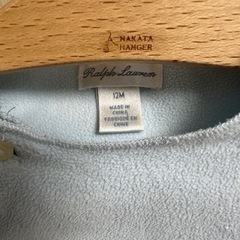 NAKATA
HANGER
Ralph Lauren
12M
MADE IN
CHINA
FABRIQUÉ EN
CHINE